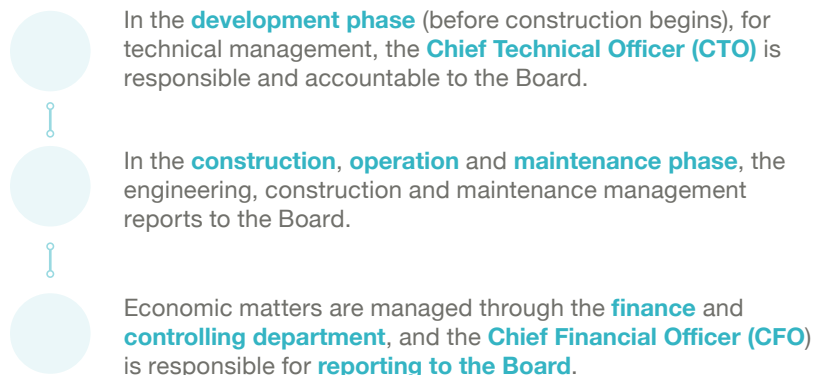 In the development phase (before construction begins), for
technical management, the Chief Technical Officer (CTO) is
responsible and accountable to the Board.
In the construction, operation and maintenance phase, the
engineering, construction and maintenance management
reports to the Board.
Economic matters are managed through the finance and
controlling department, and the Chief Financial Officer (CFO)
is responsible for reporting to the Board.